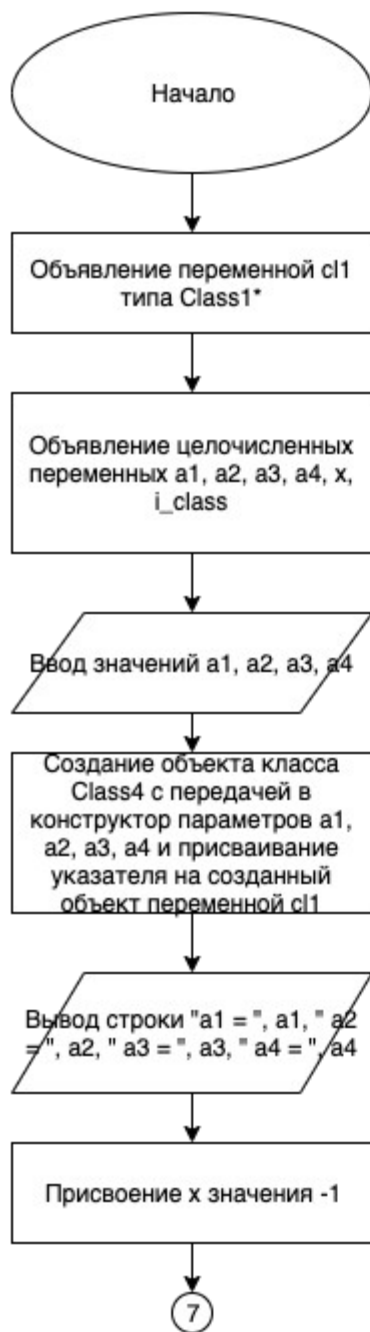 Начало
Объявление переменной cl1
типа Class1*
Объявление целочисленных
переменных a1, a2, a3, a4, x,
i_class
Ввод значений a1, a2, a3, a4
Создание объекта класса
Class4 с передачей в
конструктор параметров a1,
a2, a3, a4 и присваивание
указателя на созданный
объект переменной cl1
Вывод строки "a1 = ", a1, " a2
= ", a2, " a3 = ", a3, " a4 = ", a4
Присвоение x значения -1
7